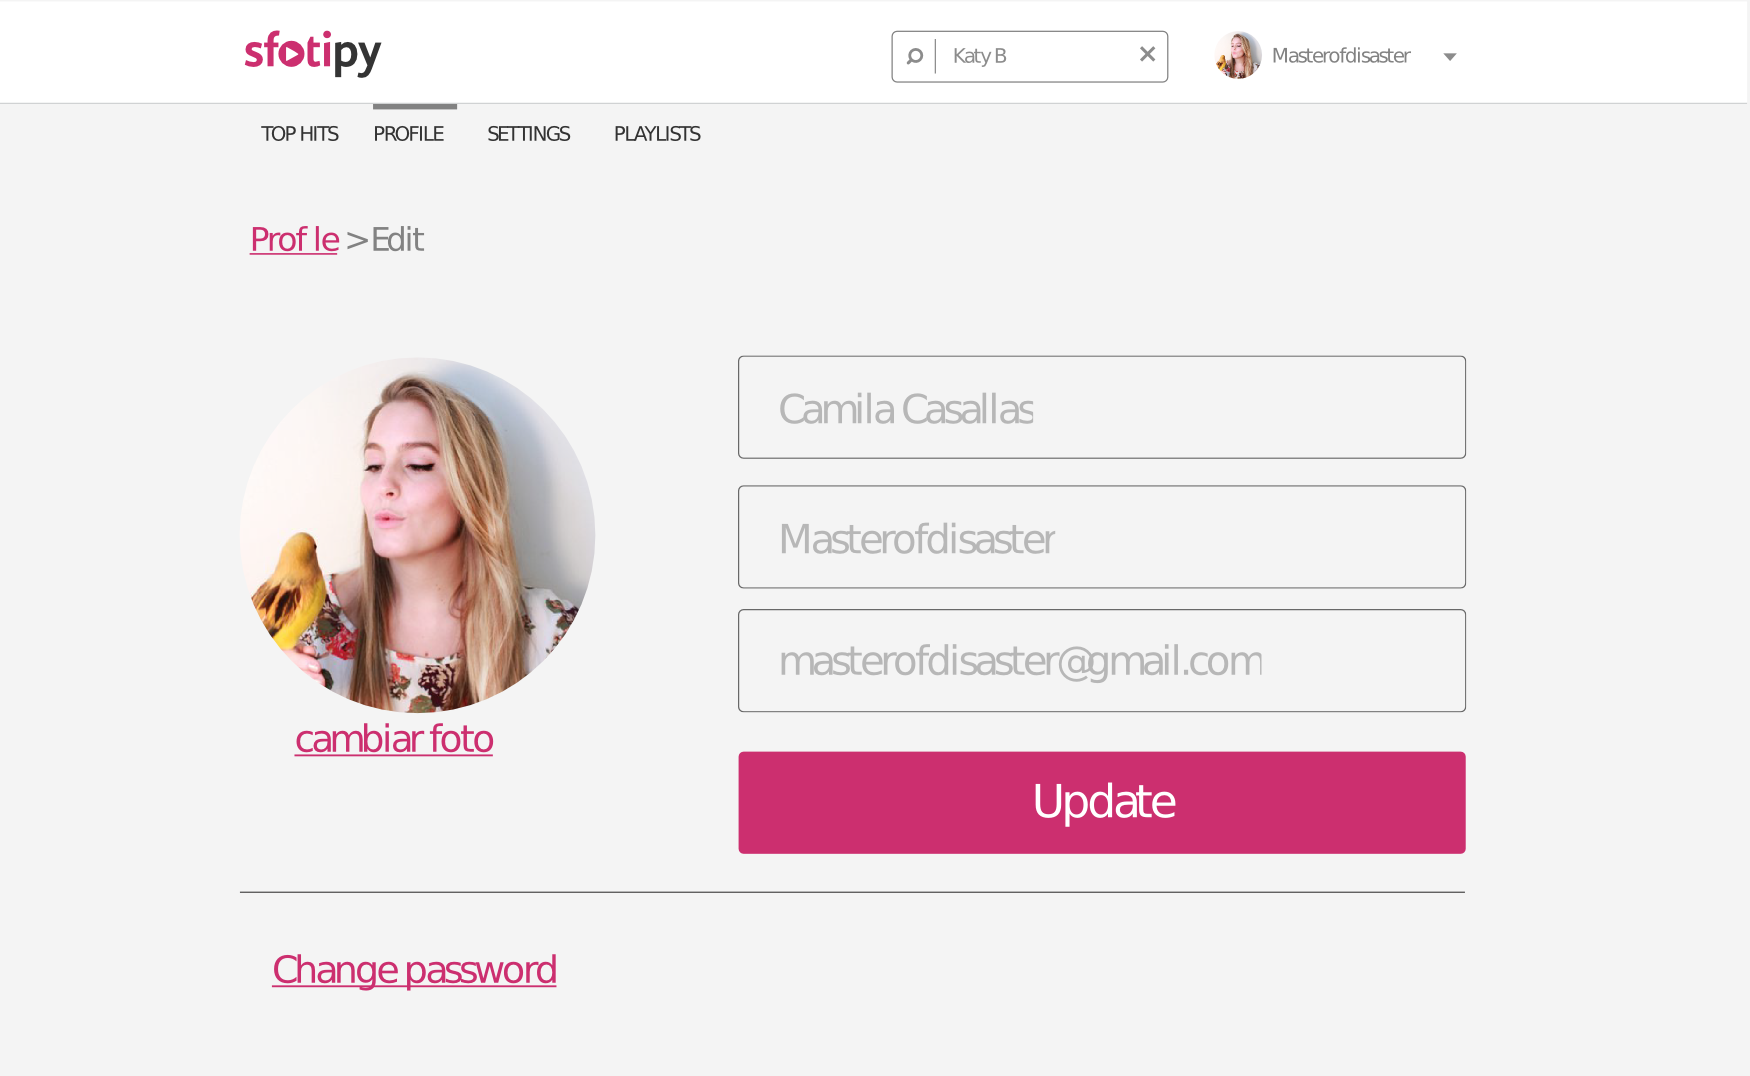 sfotipy
Katy B
Masterofdisaster
TOP HITS PROFILE SETTINGS PLAYLISTS
Prof le > Edit
Camila Casallas
Masterofdisaster
masterofdisaster@gmail.com
cambiar foto
Update
Change password